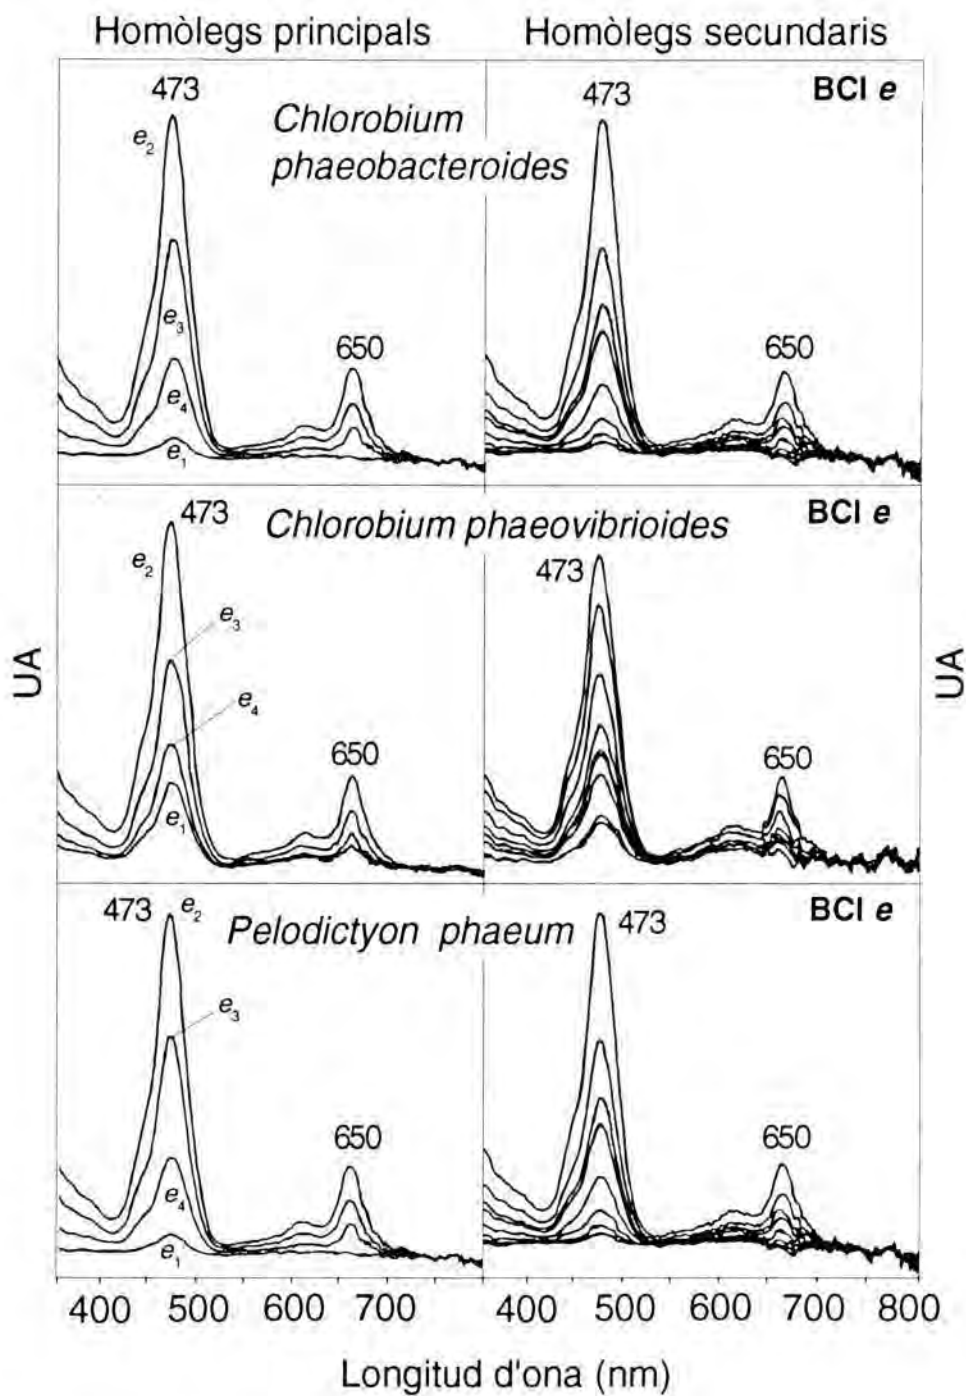 Homòlegs principals
Homòlegs secundaris
473
e2
Chlorobium
phaeobacteroides
e3
e4
e1
650
473
BCl e
650
473
Chlorobium phaeovibrioides
BCl e
e2
e3
e4
e1
650
473
650
UA
UA
473
e2
Pelodictyon phaeum
e3
e4
e1
650
473
BCl e
650
400 500 600 700
400 500 600 700 800
Longitud d'ona (nm)